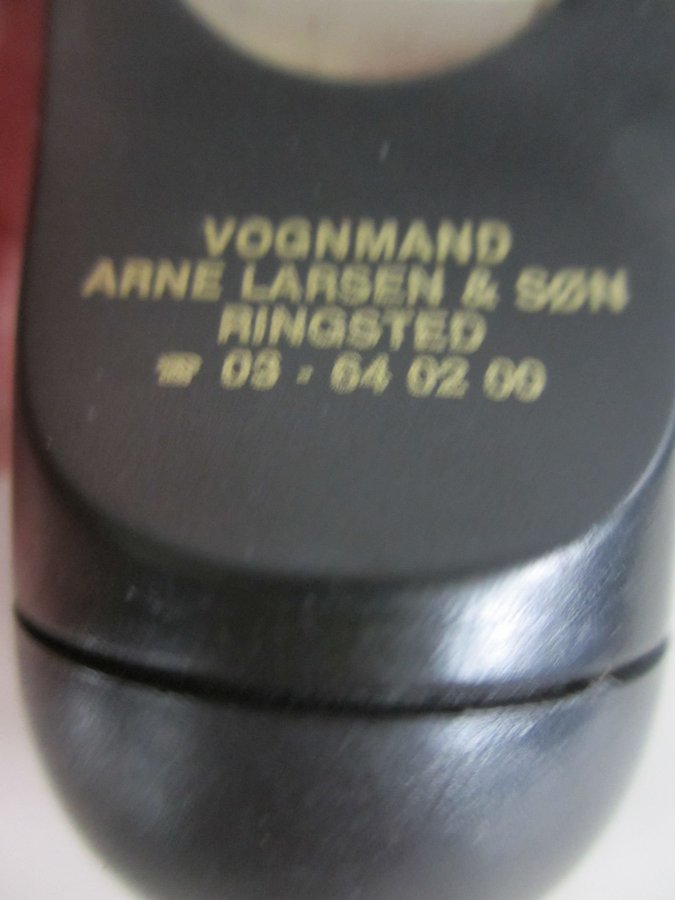 VOGNMAND
ARNE LARSEN & SØN
RINGSTED
☎ 03 - 64 02 00